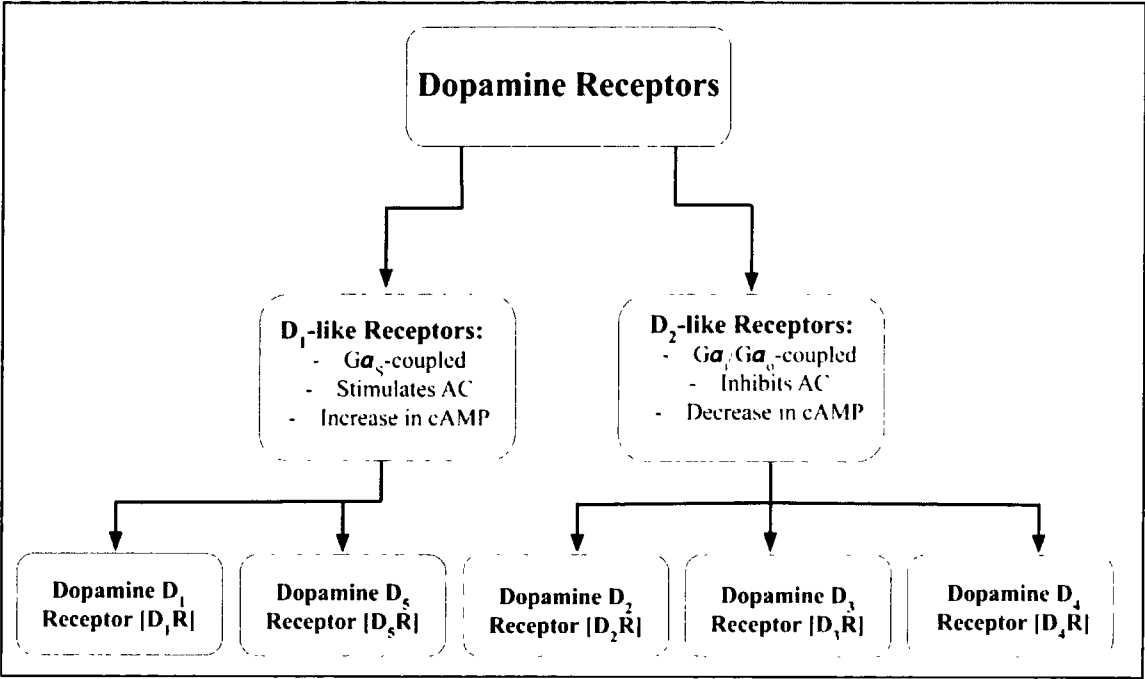 Dopamine Receptors
D₁-like Receptors:
- Gαₛ-coupled
- Stimulates AC
- Increase in cAMP
D₂-like Receptors:
- Gαᵢ/Gαₒ-coupled
- Inhibits AC
- Decrease in cAMP
Dopamine D₁
Receptor [D₁R]
Dopamine D₅
Receptor [D₅R]
Dopamine D₂
Receptor [D₂R]
Dopamine D₃
Receptor [D₃R]
Dopamine D₄
Receptor [D₄R]